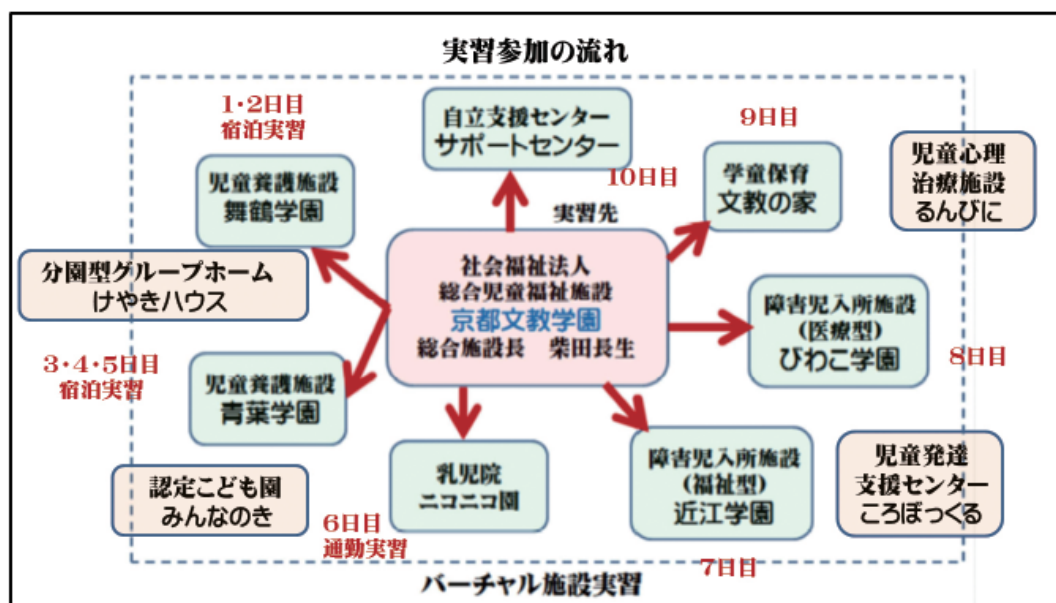 実習参加の流れ
1・2日目
宿泊実習
児童養護施設
舞鶴学園
自立支援センター
サポートセンター
10日目
9日目
学童保育
文教の家
児童心理
治療施設
るんびに
分園型グループホーム
けやきハウス
実習先
社会福祉法人
総合児童福祉施設
京都文教学園
総合施設長 柴田長生
障害児入所施設
(医療型)
びわこ学園
8日目
3・4・5日目
宿泊実習
児童養護施設
青葉学園
認定こども園
みんなのき
6日目
通勤実習
乳児院
ニコニコ園
障害児入所施設
(福祉型)
近江学園
7日目
児童発達
支援センター
ころぽっくる
バーチャル施設実習